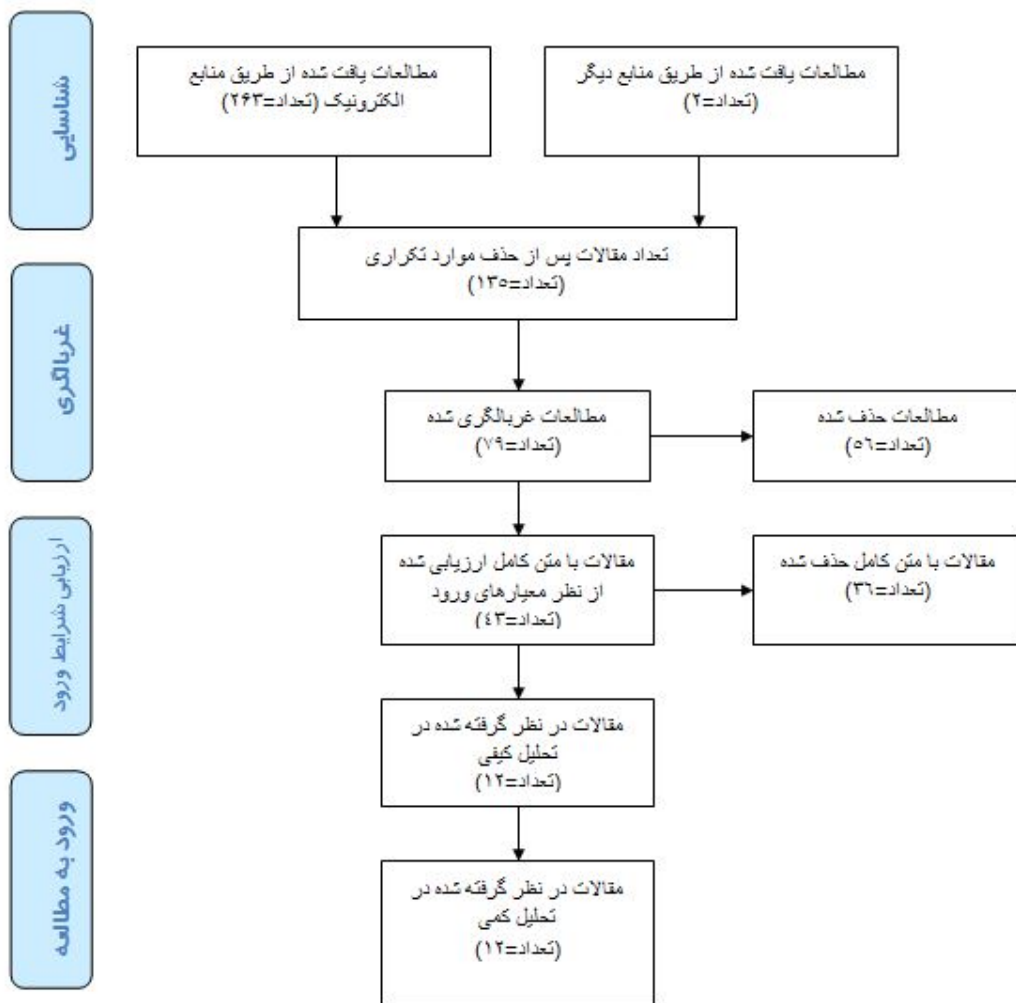 شناسایی
مطالعات یافت شده از طریق منابع دیگر
(تعداد=۲)
مطالعات یافت شده از طریق منابع
الکترونیک (تعداد=۲۶۳)
تعداد مقالات پس از حذف موارد تکراری
(تعداد=۱۳۵)
غربالگری
مطالعات غربالگری شده
(تعداد=۷۹)
مطالعات حذف شده
(تعداد=۵۶)
ارزیابی شرایط ورود
مقالات با متن کامل ارزیابی شده
از نظر معیارهای ورود
(تعداد=٤۳)
مقالات با متن کامل حذف شده
(تعداد=۳٦)
مقالات در نظر گرفته شده در
تحلیل کیفی
(تعداد=۱۲)
ورود به مطالعه
مقالات در نظر گرفته شده در
تحلیل کمی
(تعداد=۱۲)